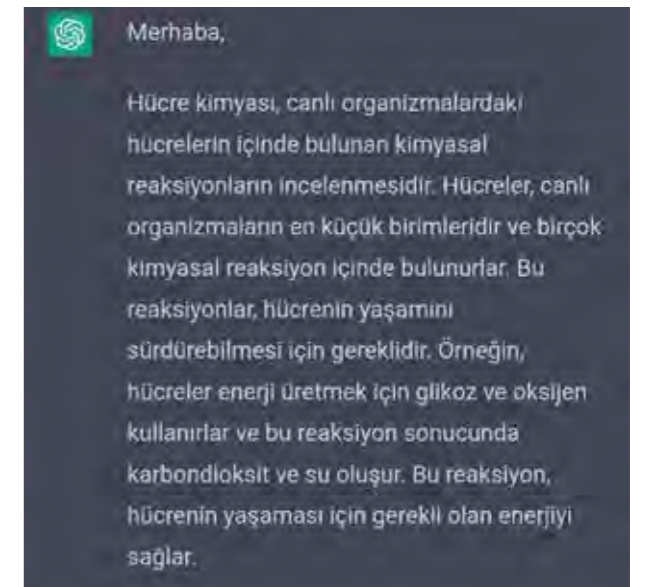 Merhaba,
Hücre kimyası, canlı organizmalardaki
hücrelerin içinde bulunan kimyasal
reaksiyonların incelenmesidir. Hücreler, canlı
organizmaların en küçük birimleridir ve birçok
kimyasal reaksiyon içinde bulunurlar. Bu
reaksiyonlar, hücrenin yaşamını
sürdürebilmesi için gereklidir. Örneğin,
hücreler enerji üretmek için glikoz ve oksijen
kullanırlar ve bu reaksiyon sonucunda
karbondioksit ve su oluşur. Bu reaksiyon,
hücrenin yaşaması için gerekli olan enerjiyi
sağlar.